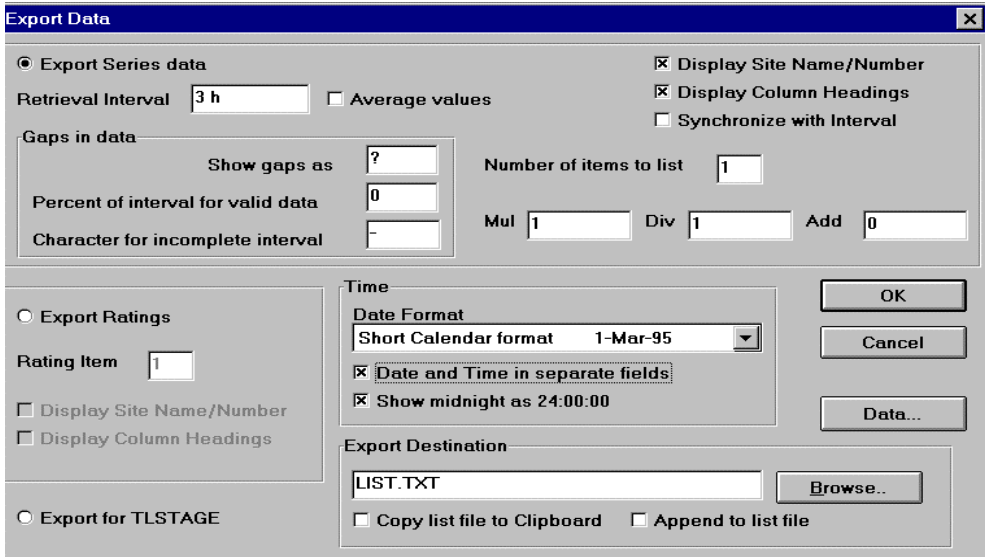 Export Data
Export Series data
Retrieval Interval 3 h Average values
Display Site Name/Number
Display Column Headings
Synchronize with Interval
Gaps in data
Show gaps as ?
Percent of interval for valid data 0
Character for incomplete interval -
Number of items to list 1
Mul 1 Div 1 Add 0
Export Ratings
Rating Item 1
Display Site Name/Number
Display Column Headings
Export for TLSTAGE
Time
Date Format
Short Calendar format 1-Mar-95
Date and Time in separate fields
Show midnight as 24:00:00
Export Destination
LIST.TXT Browse..
Copy list file to Clipboard Append to list file
OK
Cancel
Data...